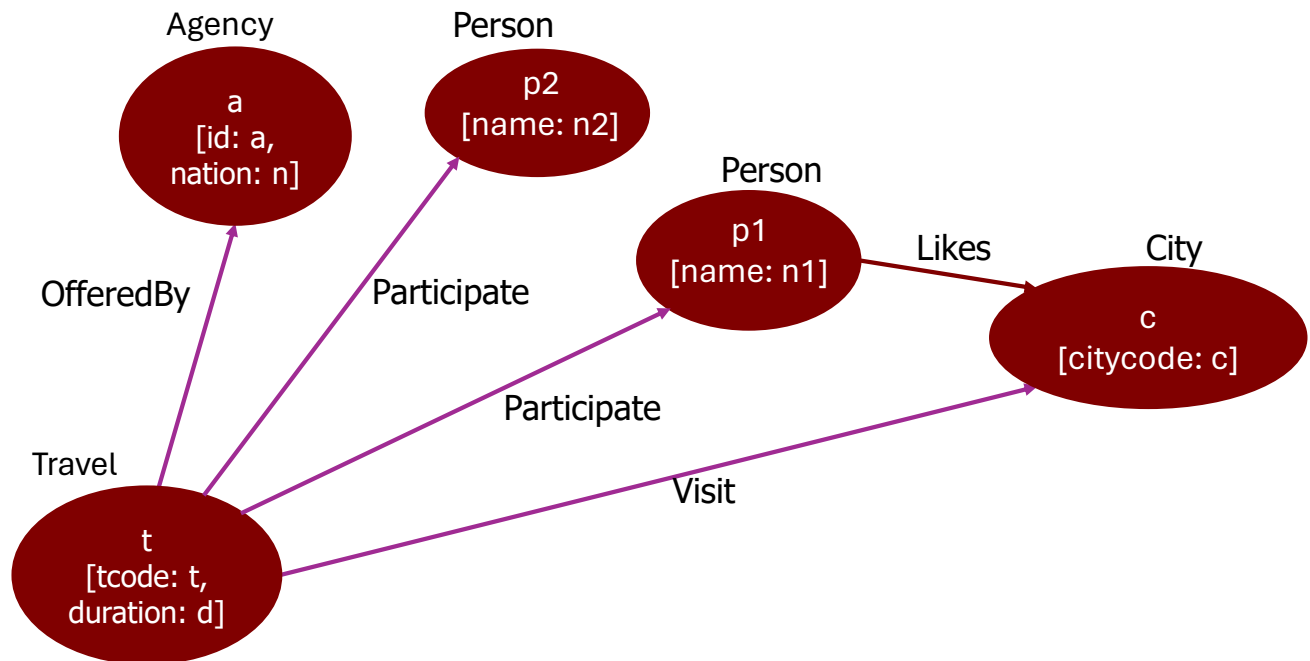 Agency
a
[id: a,
nation: n]
Person
p2
[name: n2]
Person
p1
[name: n1]
Likes
City
c
[citycode: c]
OfferedBy
Participate
Participate
Visit
Travel
t
[tcode: t,
duration: d]